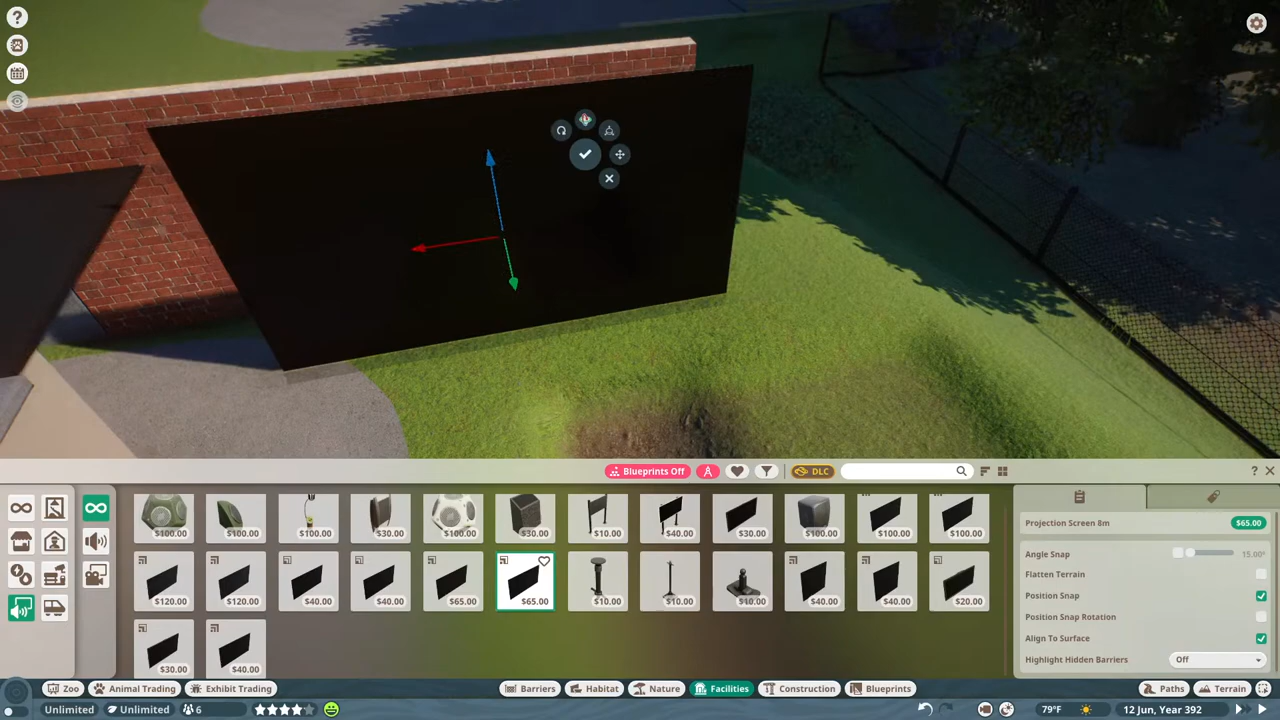 ?
Blueprints Off
DLC
?
$100.00
$100.00
$100.00
$30.00
$100.00
$30.00
$10.00
$40.00
$30.00
$40.00
$100.00
$100.00
$120.00
$120.00
$40.00
$40.00
$65.00
$65.00
$10.00
$10.00
$10.00
$40.00
$40.00
$20.00
$30.00
$40.00
Projection Screen 8m
$65.00
Angle Snap
15.00°
Flatten Terrain
Position Snap
Position Snap Rotation
Align To Surface
Highlight Hidden Barriers
Off
Zoo
Animal Trading
Exhibit Trading
Barriers
Habitat
Nature
Facilities
Construction
Blueprints
Paths
Terrain
Unlimited
Unlimited
6
79°F
12 Jun, Year 392